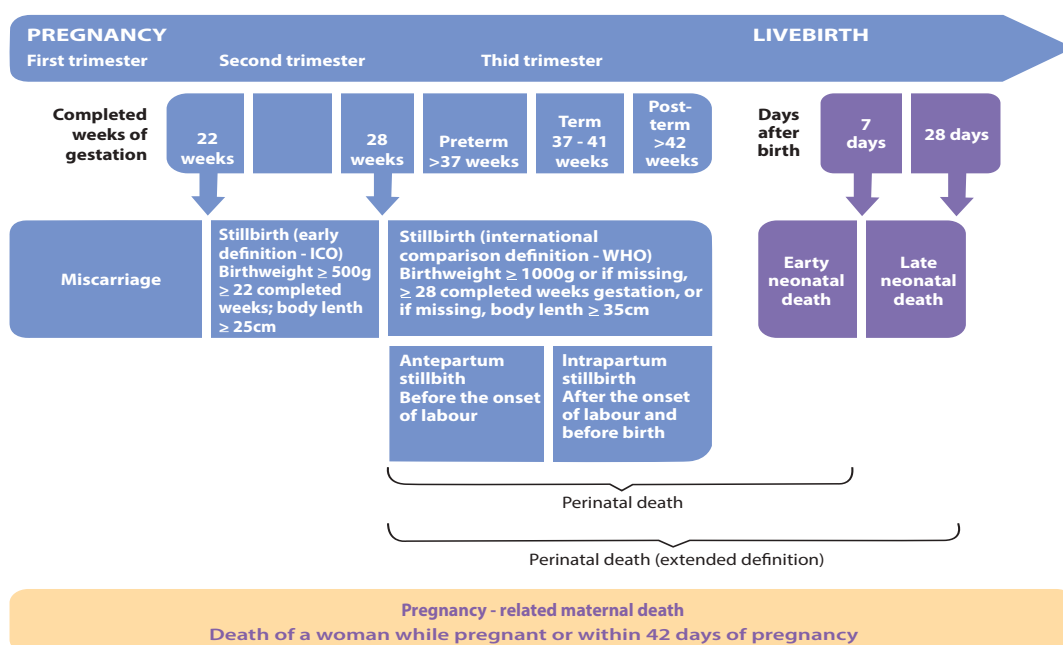 PREGNANCY
LIVEBIRTH
First trimester
Second trimester
Thid trimester
Completed
weeks of
gestation
22
weeks
28
weeks
Preterm
>37 weeks
Term
37 - 41
weeks
Post-
term
>42
weeks
Days
after
birth
7
days
28 days
Miscarriage
Stillbirth (early
definition - ICO)
Birthweight ≥ 500g
≥ 22 completed
weeks; body lenth
≥ 25cm
Stillbirth (international
comparison definition - WHO)
Birthweight ≥ 1000g or if missing,
≥ 28 completed weeks gestation, or
if missing, body lenth ≥ 35cm
Earty
neonatal
death
Late
neonatal
death
Antepartum
stillbith
Before the onset
of labour
Intrapartum
stillbirth
After the onset
of labour and
before birth
Perinatal death
Perinatal death (extended definition)
Pregnancy - related maternal death
Death of a woman while pregnant or within 42 days of pregnancy